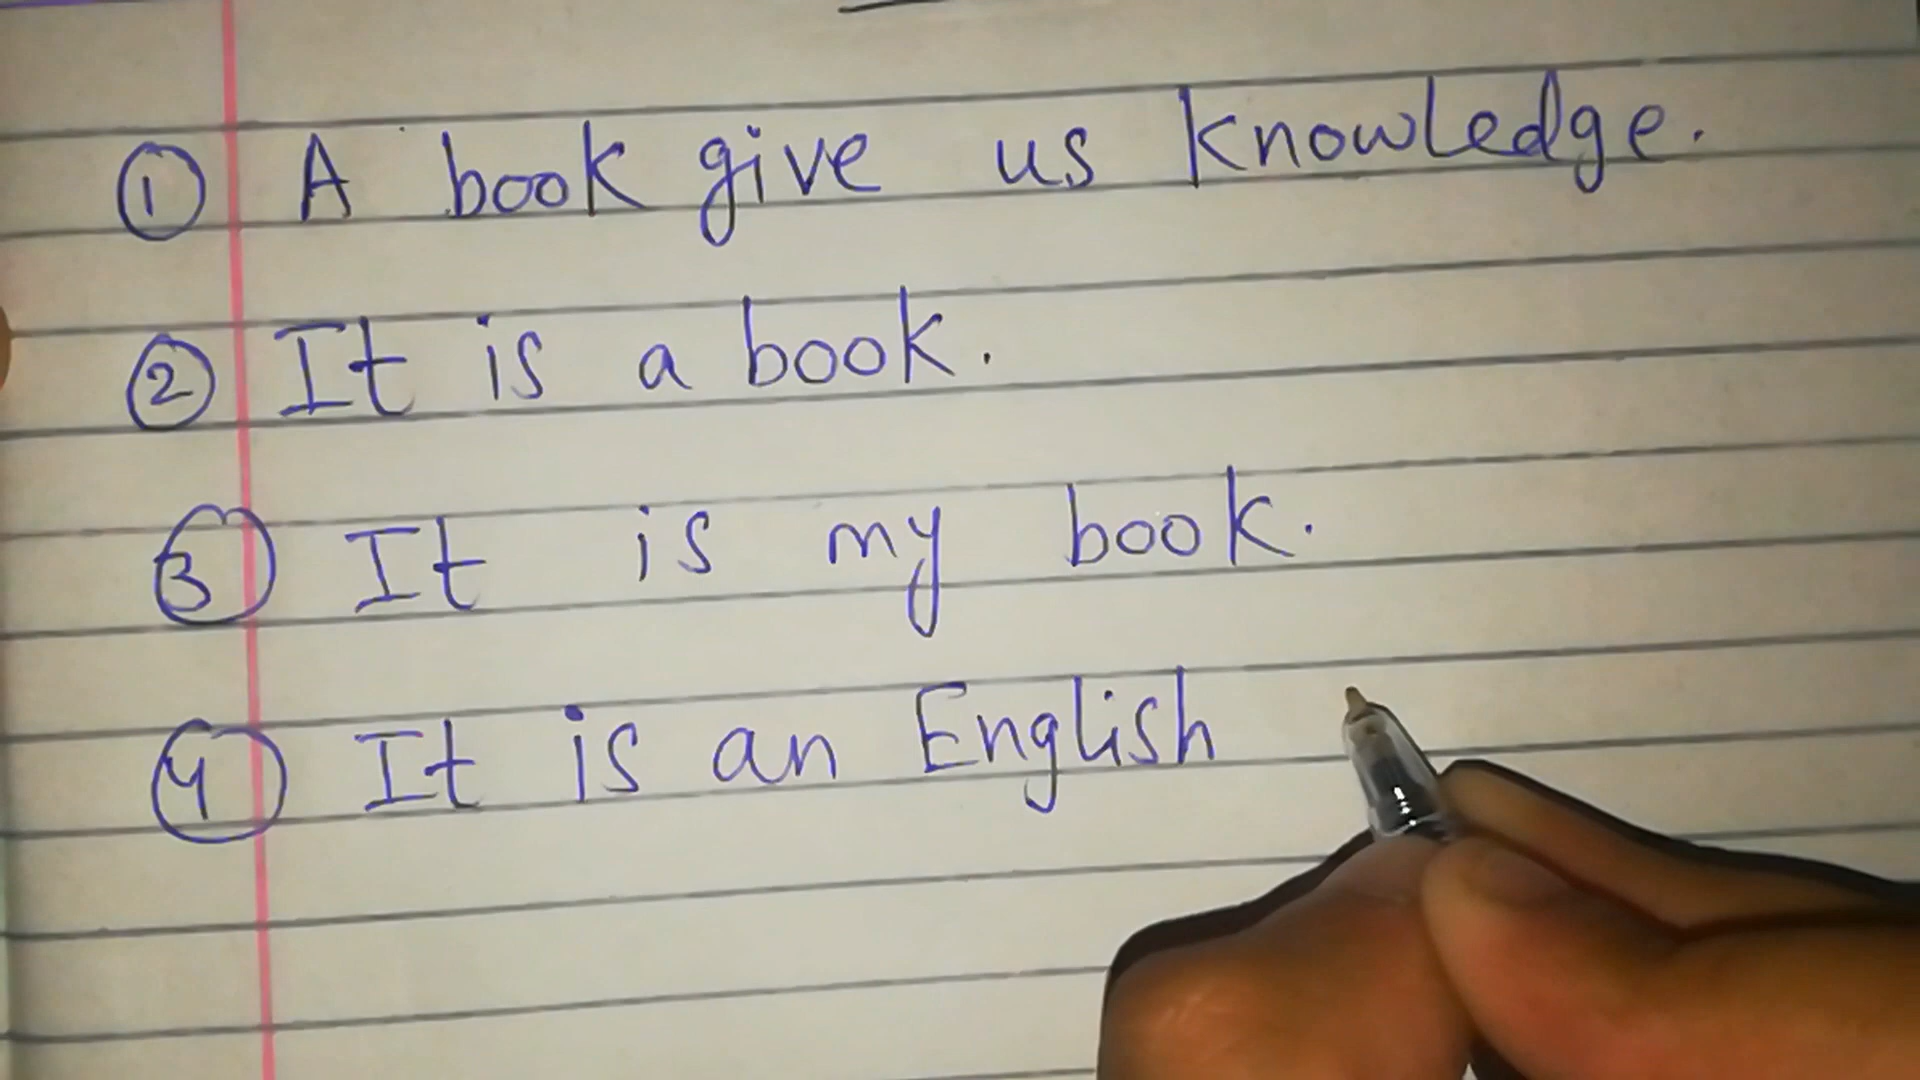 ① A book give us knowledge.
② It is a book.
③ It is my book.
④ It is an English